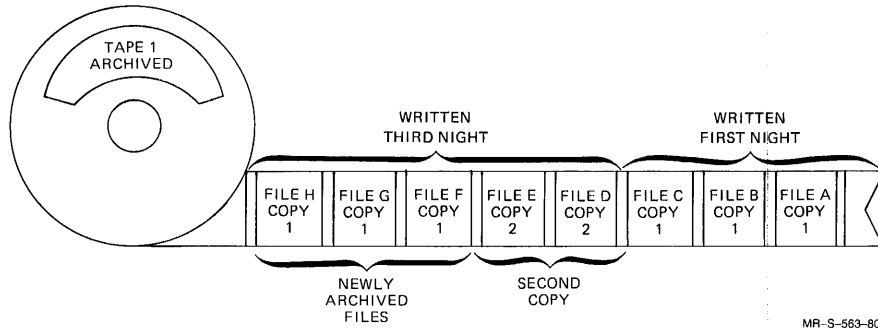 TAPE 1
ARCHIVED
WRITTEN
THIRD NIGHT
WRITTEN
FIRST NIGHT
FILE H
COPY
1
FILE G
COPY
1
FILE F
COPY
1
FILE E
COPY
2
FILE D
COPY
2
FILE C
COPY
1
FILE B
COPY
1
FILE A
COPY
1
NEWLY
ARCHIVED
FILES
SECOND
COPY
MR-S-563-80